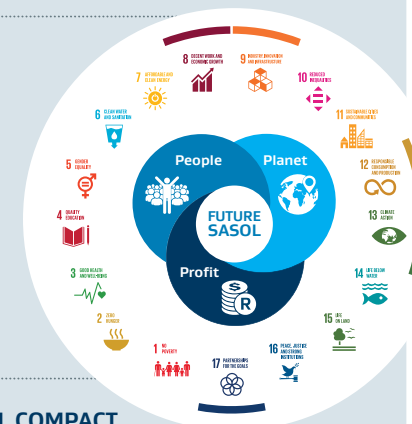 8 DECENT WORK AND
ECONOMIC GROWTH
9 INDUSTRY, INNOVATION
AND INFRASTRUCTURE
7 AFFORDABLE AND
CLEAN ENERGY
10 REDUCED
INEQUALITIES
6 CLEAN WATER
AND SANITATION
11 SUSTAINABLE CITIES
AND COMMUNITIES
5 GENDER
EQUALITY
People
Planet
12 RESPONSIBLE
CONSUMPTION
AND PRODUCTION
4 QUALITY
EDUCATION
FUTURE
SASOL
13 CLIMATE
ACTION
3 GOOD HEALTH
AND WELL-BEING
Profit
S
R
14 LIFE BELOW
WATER
2 ZERO
HUNGER
15 LIFE
ON LAND
1 NO
POVERTY
17 PARTNERSHIPS
FOR THE GOALS
16 PEACE, JUSTICE
AND STRONG
INSTITUTIONS
COMPACT